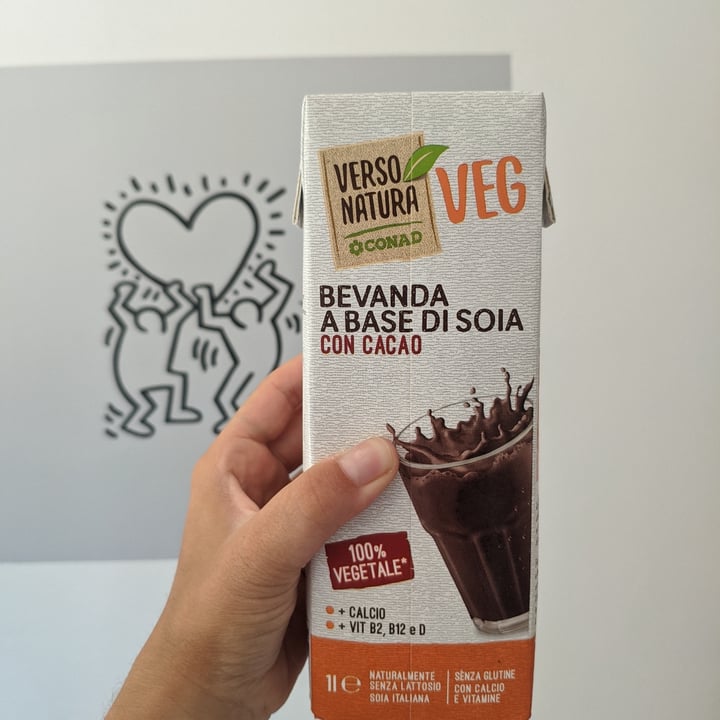 VERSO
NATURA
CONAD
VEG
BEVANDA
A BASE DI SOIA
CON CACAO
100%
VEGETALE*
+ CALCIO
+ VIT B2, B12 e D
1l e
NATURALMENTE
SENZA LATTOSIO
SOIA ITALIANA
SENZA GLUTINE
CON CALCIO
E VITAMINE